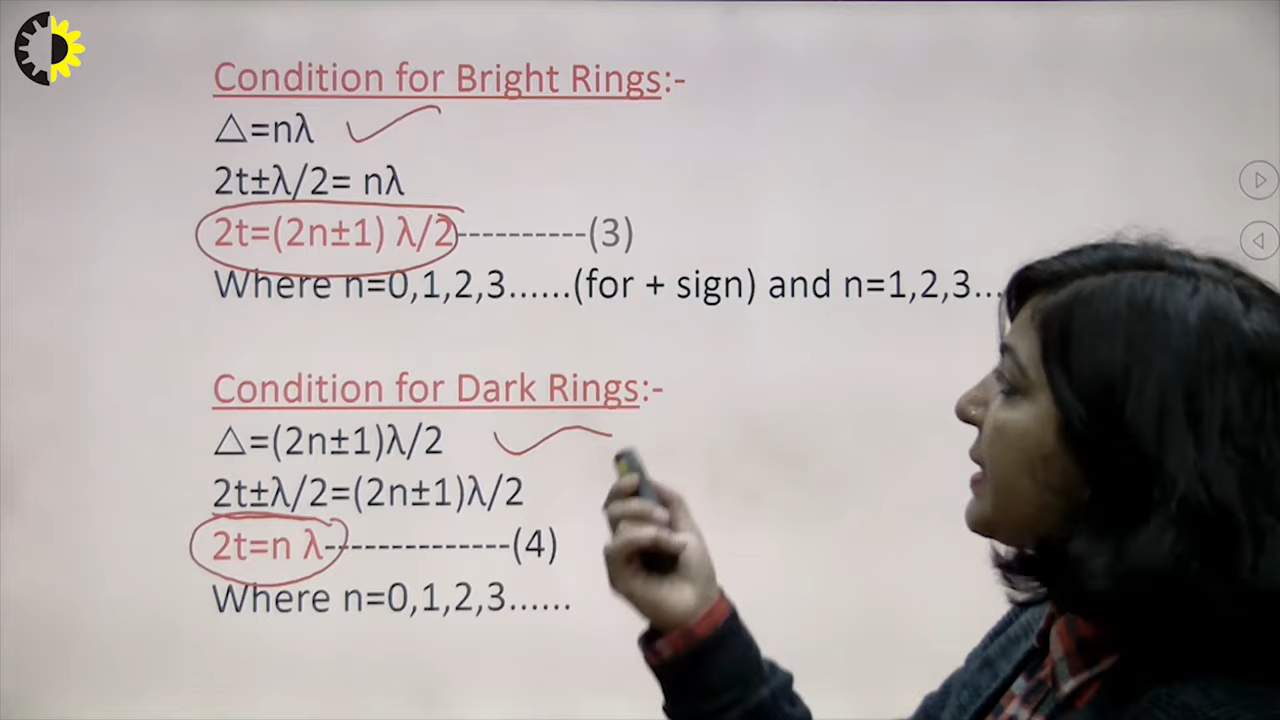 Condition for Bright Rings:-
△=nλ
2t±λ/2= nλ
2t=(2n±1) λ/2----------(3)
Where n=0,1,2,3......(for + sign) and n=1,2,3...
Condition for Dark Rings:-
△=(2n±1)λ/2
2t±λ/2=(2n±1)λ/2
2t=n λ--------------(4)
Where n=0,1,2,3......